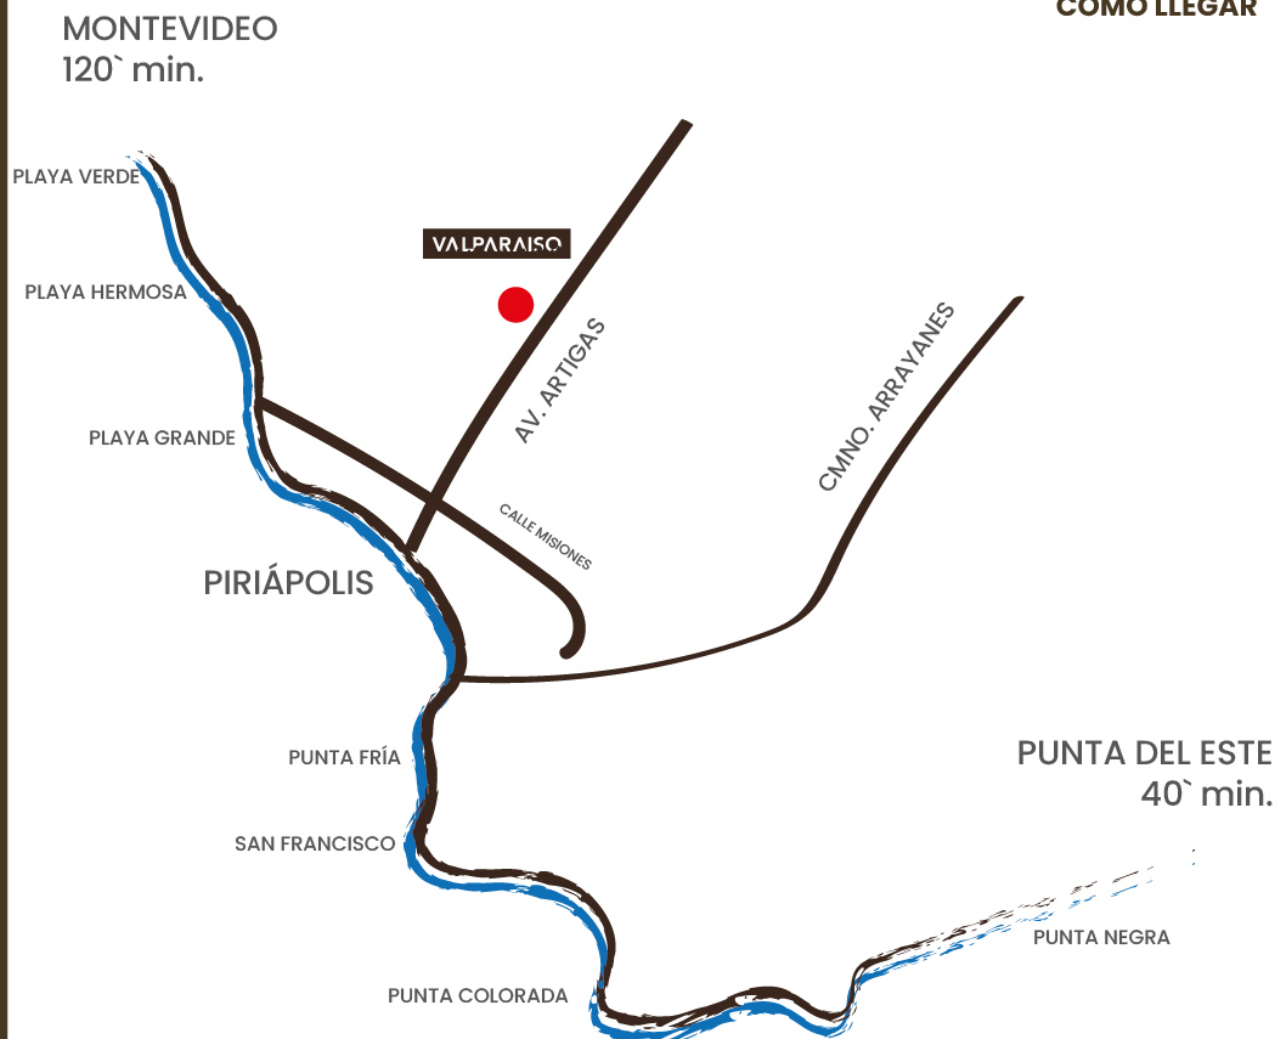 COMO LLEGAR
MONTEVIDEO
120` min.
PLAYA VERDE
VALPARAISO
PLAYA HERMOSA
AV. ARTIGAS
CMNO. ARRAYANES
PLAYA GRANDE
CALLE MISIONES
PIRIÁPOLIS
PUNTA FRÍA
PUNTA DEL ESTE
40` min.
SAN FRANCISCO
PUNTA NEGRA
PUNTA COLORADA